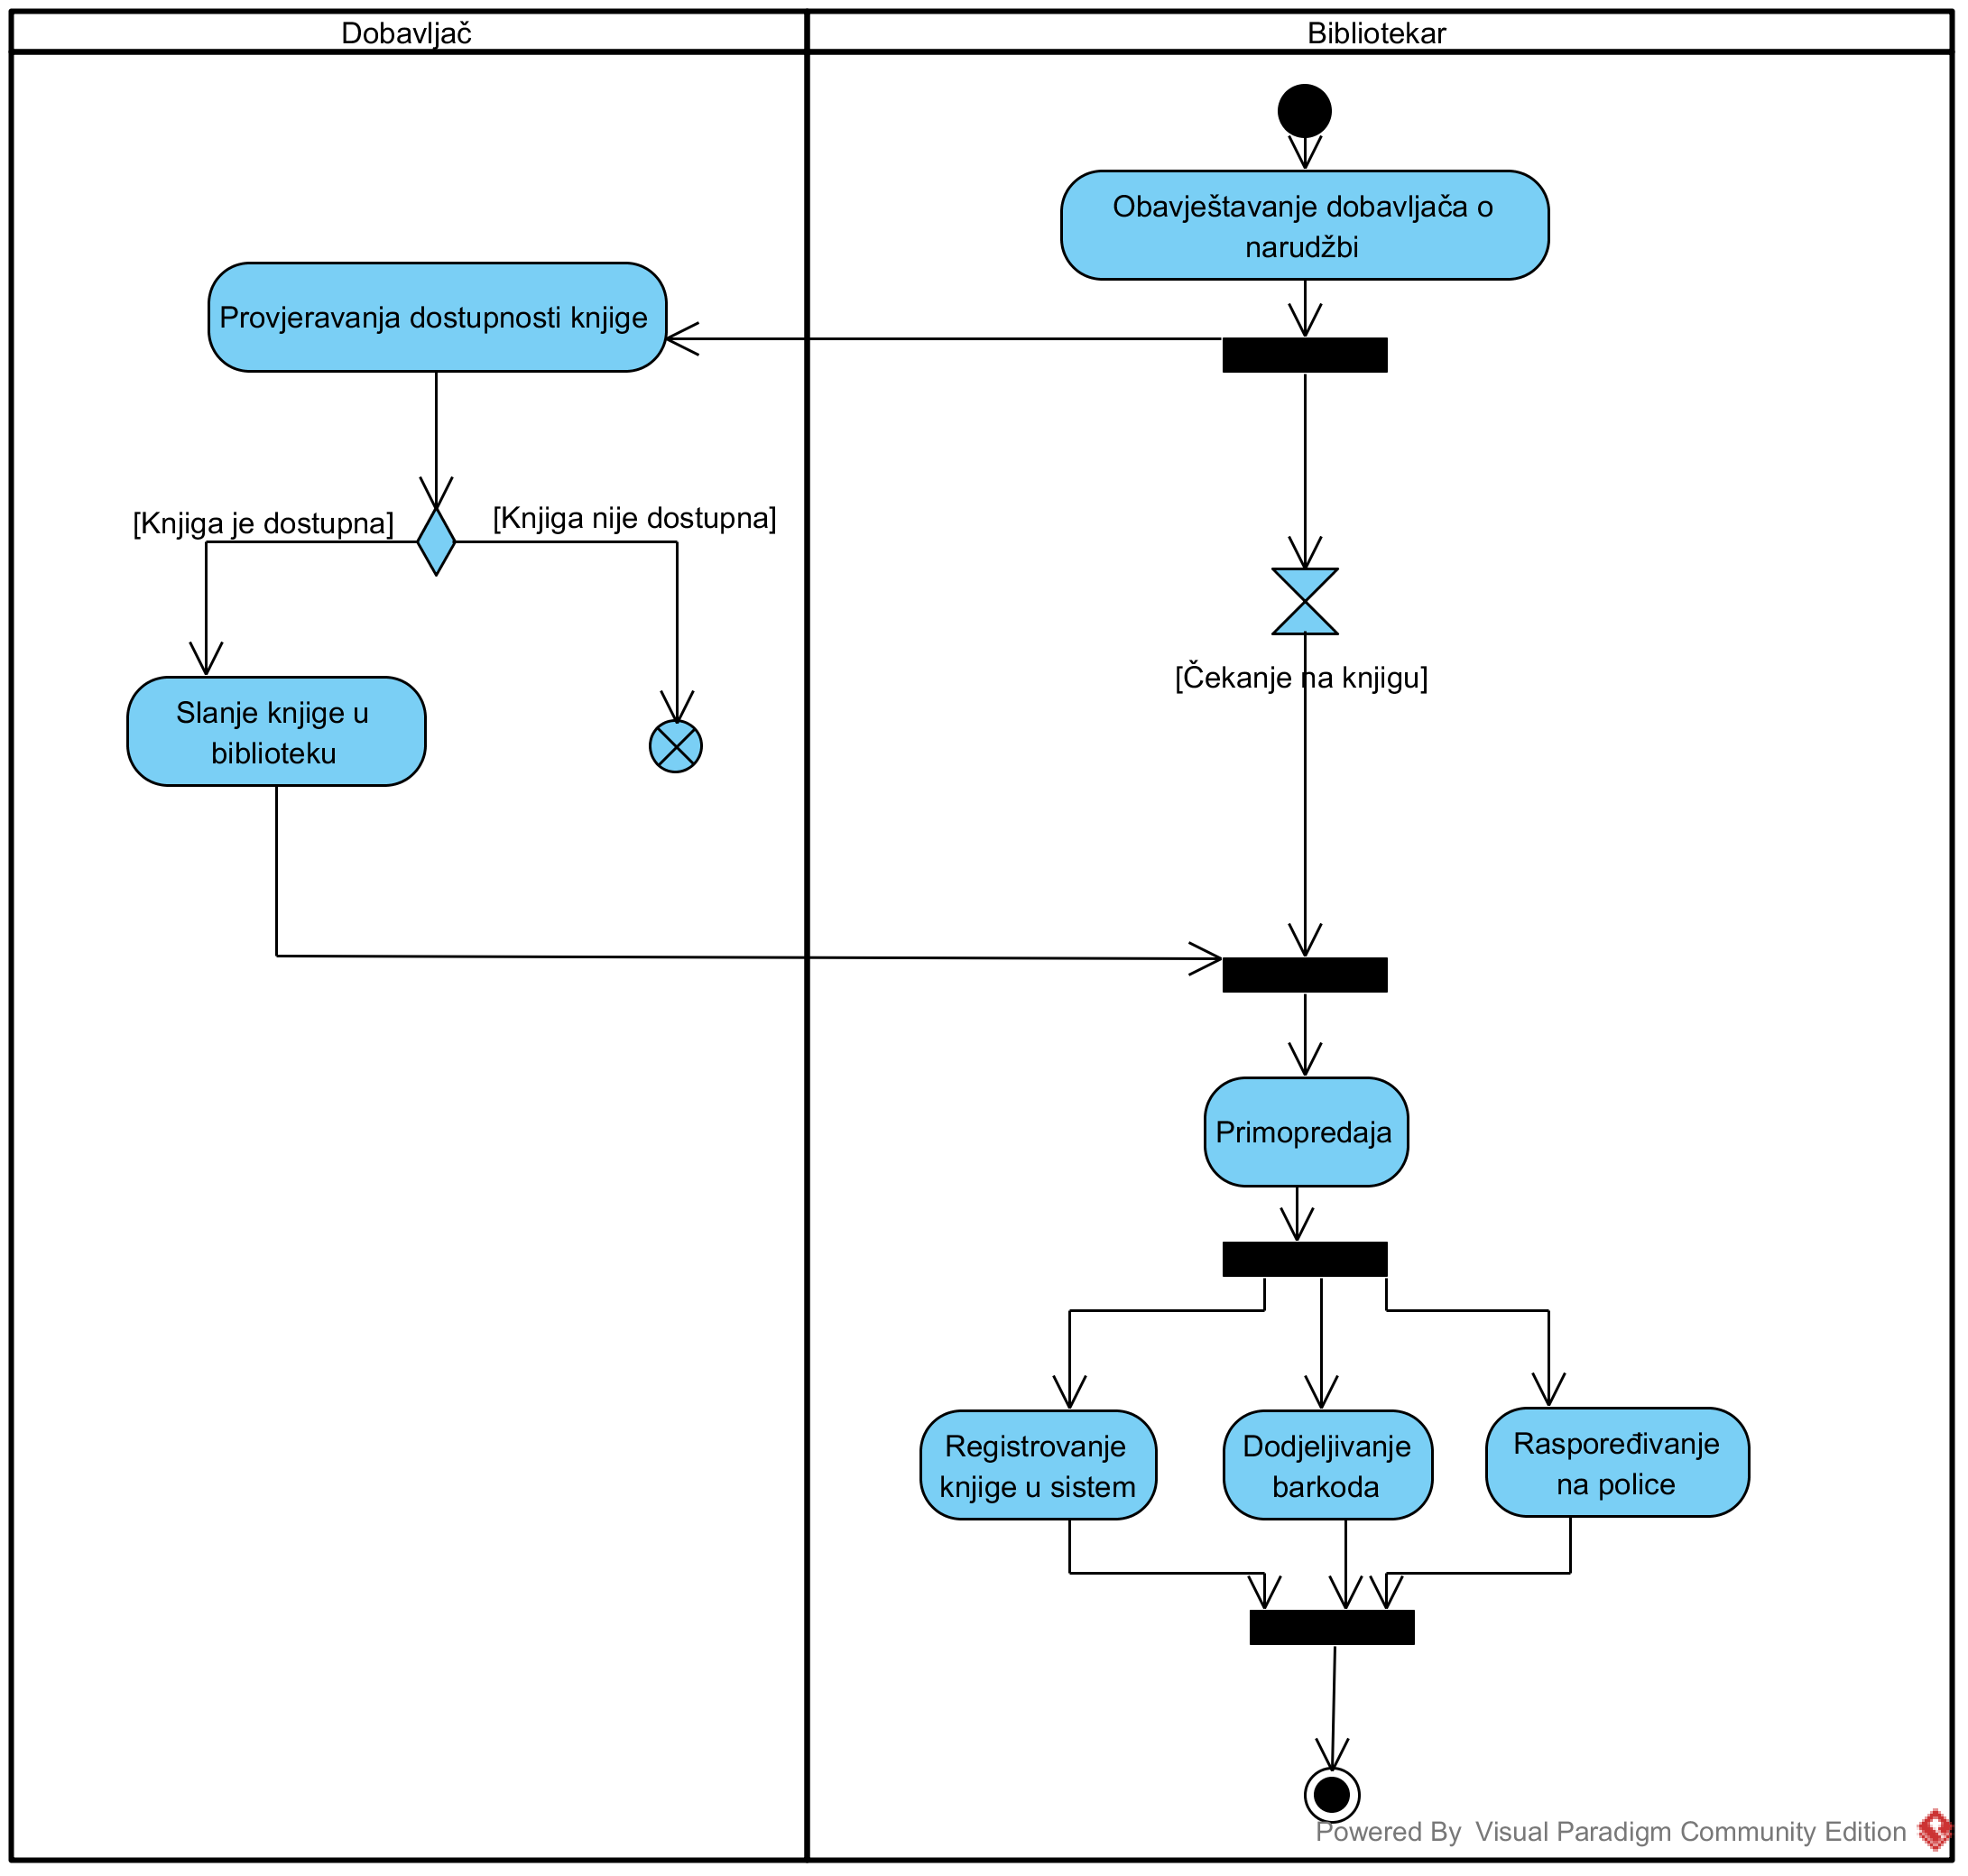 Dobavljač
Bibliotekar
Obavještavanje dobavljača o
narudžbi
Provjeravanja dostupnosti knjige
[Knjiga je dostupna]
[Knjiga nije dostupna]
Slanje knjige u
biblioteku
[Čekanje na knjigu]
Primopredaja
Registrovanje
knjige u sistem
Dodjeljivanje
barkoda
Raspoređivanje
na police
Powered By Visual Paradigm Community Edition